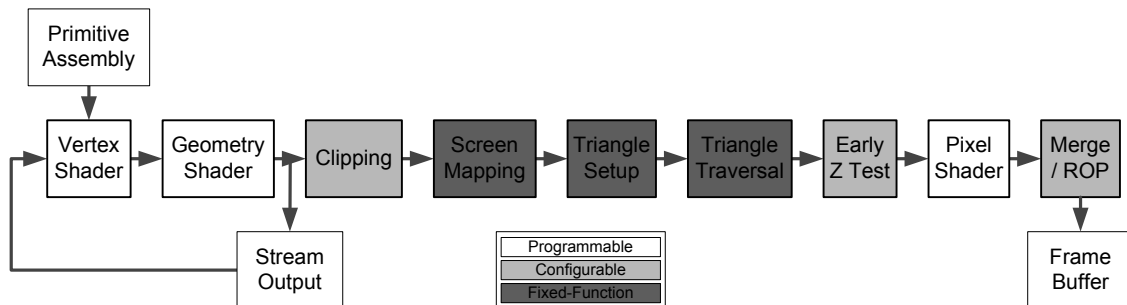 Primitive
Assembly
Vertex
Shader
Geometry
Shader
Clipping
Screen
Mapping
Triangle
Setup
Triangle
Traversal
Early
Z Test
Pixel
Shader
Merge
/ ROP
Stream
Output
Programmable
Configurable
Fixed-Function
Frame
Buffer